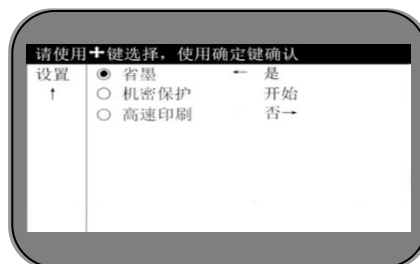 请使用✚键选择，使用确定键确认
设置 ◉ 省墨 ← 是
↑ ○ 机密保护 开始
○ 高速印刷 否→